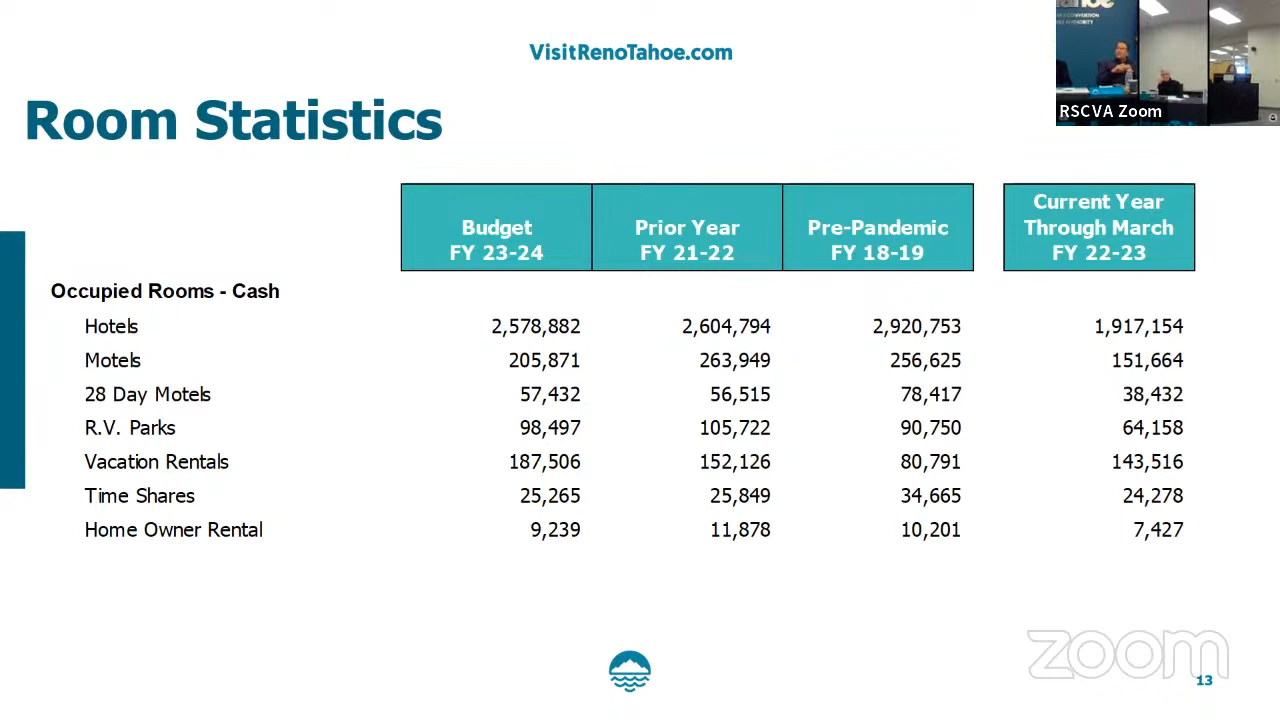 VisitRenoTahoe.com
RSCVA Zoom
Room Statistics
Budget FY 23-24
Prior Year FY 21-22
Pre-Pandemic FY 18-19
Current Year Through March FY 22-23
Occupied Rooms - Cash
Hotels 2,578,882 2,604,794 2,920,753 1,917,154
Motels 205,871 263,949 256,625 151,664
28 Day Motels 57,432 56,515 78,417 38,432
R.V. Parks 98,497 105,722 90,750 64,158
Vacation Rentals 187,506 152,126 80,791 143,516
Time Shares 25,265 25,849 34,665 24,278
Home Owner Rental 9,239 11,878 10,201 7,427
zoom
13